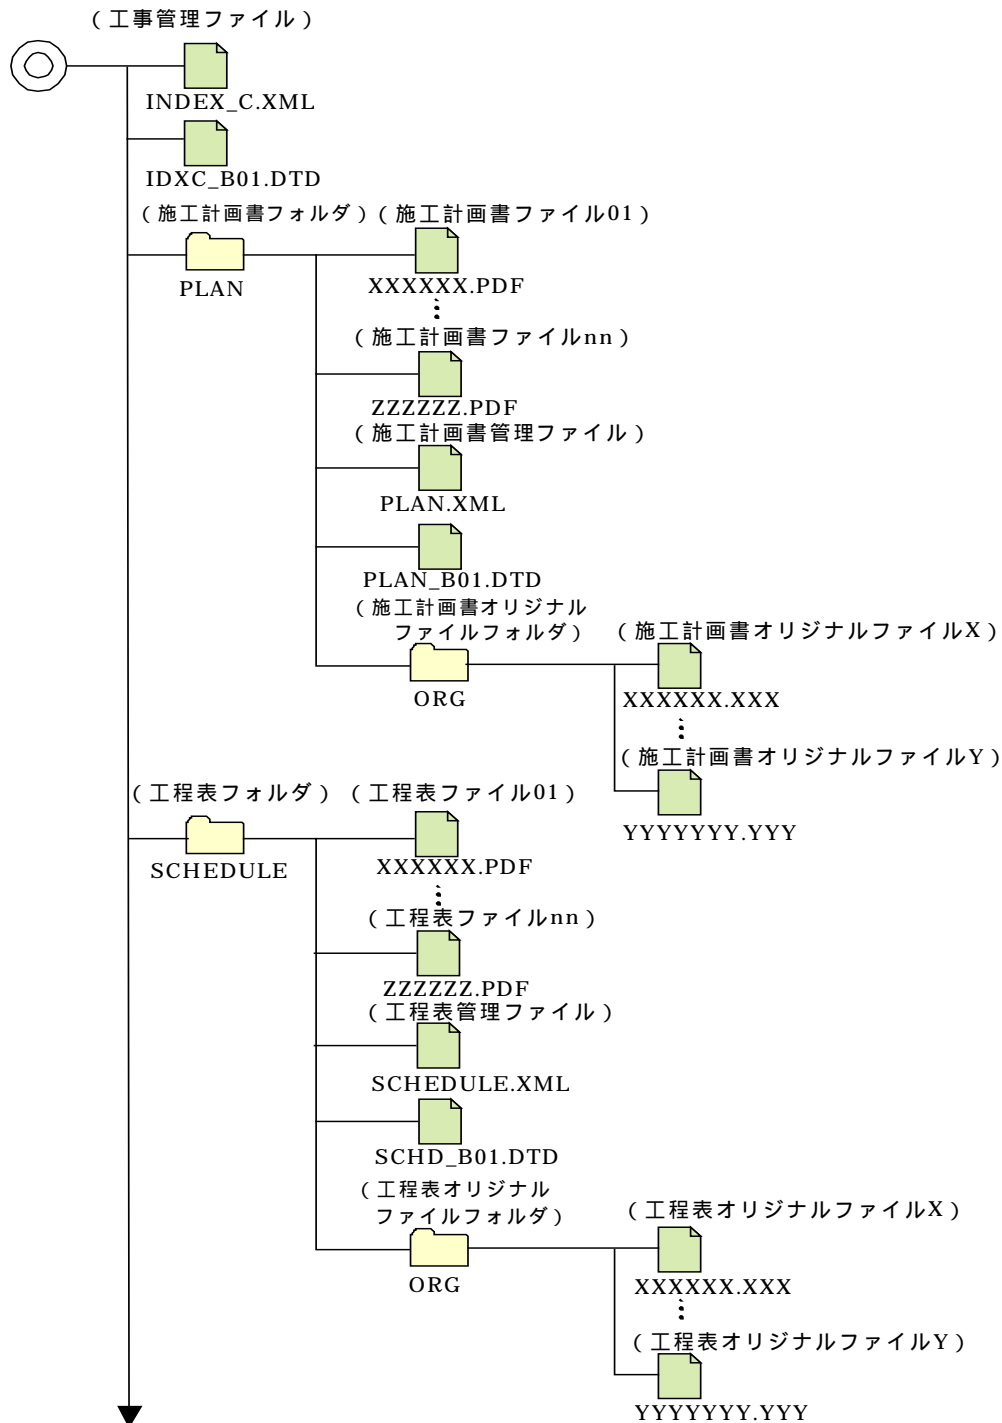 （工事管理ファイル）
INDEX_C.XML
IDXC_B01.DTD
（施工計画書フォルダ）（施工計画書ファイル01）
PLAN
XXXXXX.PDF
（施工計画書ファイルnn）
ZZZZZZ.PDF
（施工計画書管理ファイル）
PLAN.XML
PLAN_B01.DTD
（施工計画書オリジナル
ファイルフォルダ）
ORG
（施工計画書オリジナルファイルX）
XXXXXX.XXX
（施工計画書オリジナルファイルY）
YYYYYYY.YYY
（工程表フォルダ）（工程表ファイル01）
SCHEDULE
XXXXXX.PDF
（工程表ファイルnn）
ZZZZZZ.PDF
（工程表管理ファイル）
SCHEDULE.XML
SCHD_B01.DTD
（工程表オリジナル
ファイルフォルダ）
ORG
（工程表オリジナルファイルX）
XXXXXX.XXX
（工程表オリジナルファイルY）
YYYYYYY.YYY